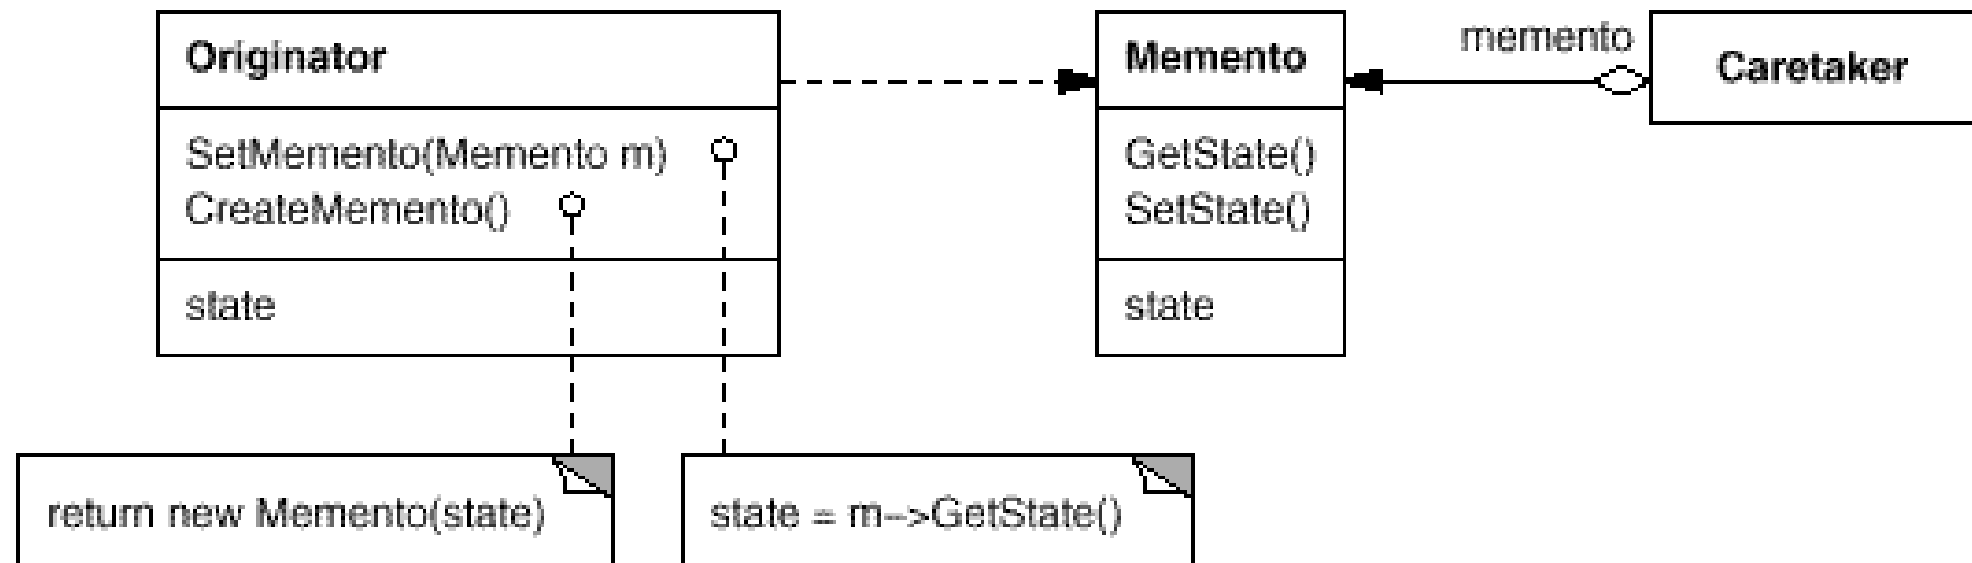 Originator
SetMemento(Memento m)
CreateMemento()
state
return new Memento(state)
state = m->GetState()
Memento
GetState()
SetState()
state
memento
Caretaker